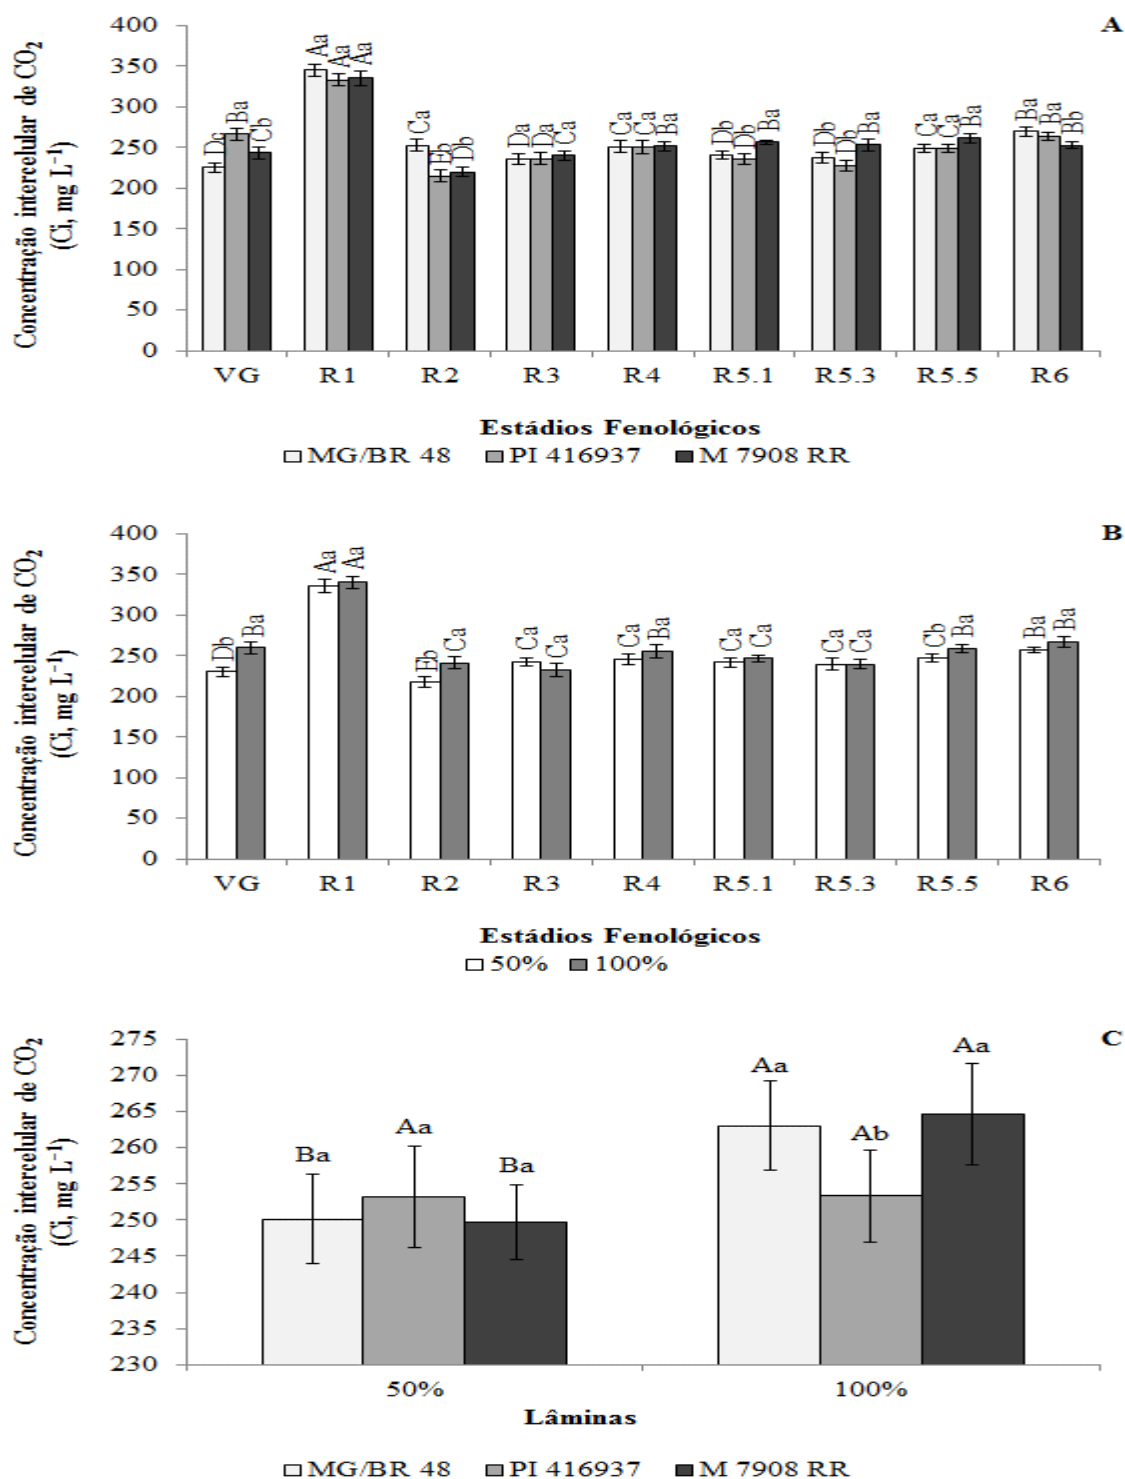 A
Concentração intercelular de CO₂
(Ci, mg L⁻¹)
400
350
300
250
200
150
100
50
0
Dc Ba Cb Aa Aa Aa Ca Eb Db Da Da Ca Ca Ca Ba Db Db Ba Db Db Ba Ca Ca Ba Ba Ba Bb
VG R1 R2 R3 R4 R5.1 R5.3 R5.5 R6
Estádios Fenológicos
MG/BR 48 PI 416937 M 7908 RR
B
Concentração intercelular de CO₂
(Ci, mg L⁻¹)
400
350
300
250
200
150
100
50
0
Db Ba Aa Aa Eb Ca Ca Ca Ca Ba Ca Ca Ca Ca Cb Ba Ba Ba
VG R1 R2 R3 R4 R5.1 R5.3 R5.5 R6
Estádios Fenológicos
50% 100%
C
Concentração intercelular de CO₂
(Ci, mg L⁻¹)
275
270
265
260
255
250
245
240
235
230
Ba Aa Ba Aa Ab Aa
50% 100%
Lâminas
MG/BR 48 PI 416937 M 7908 RR